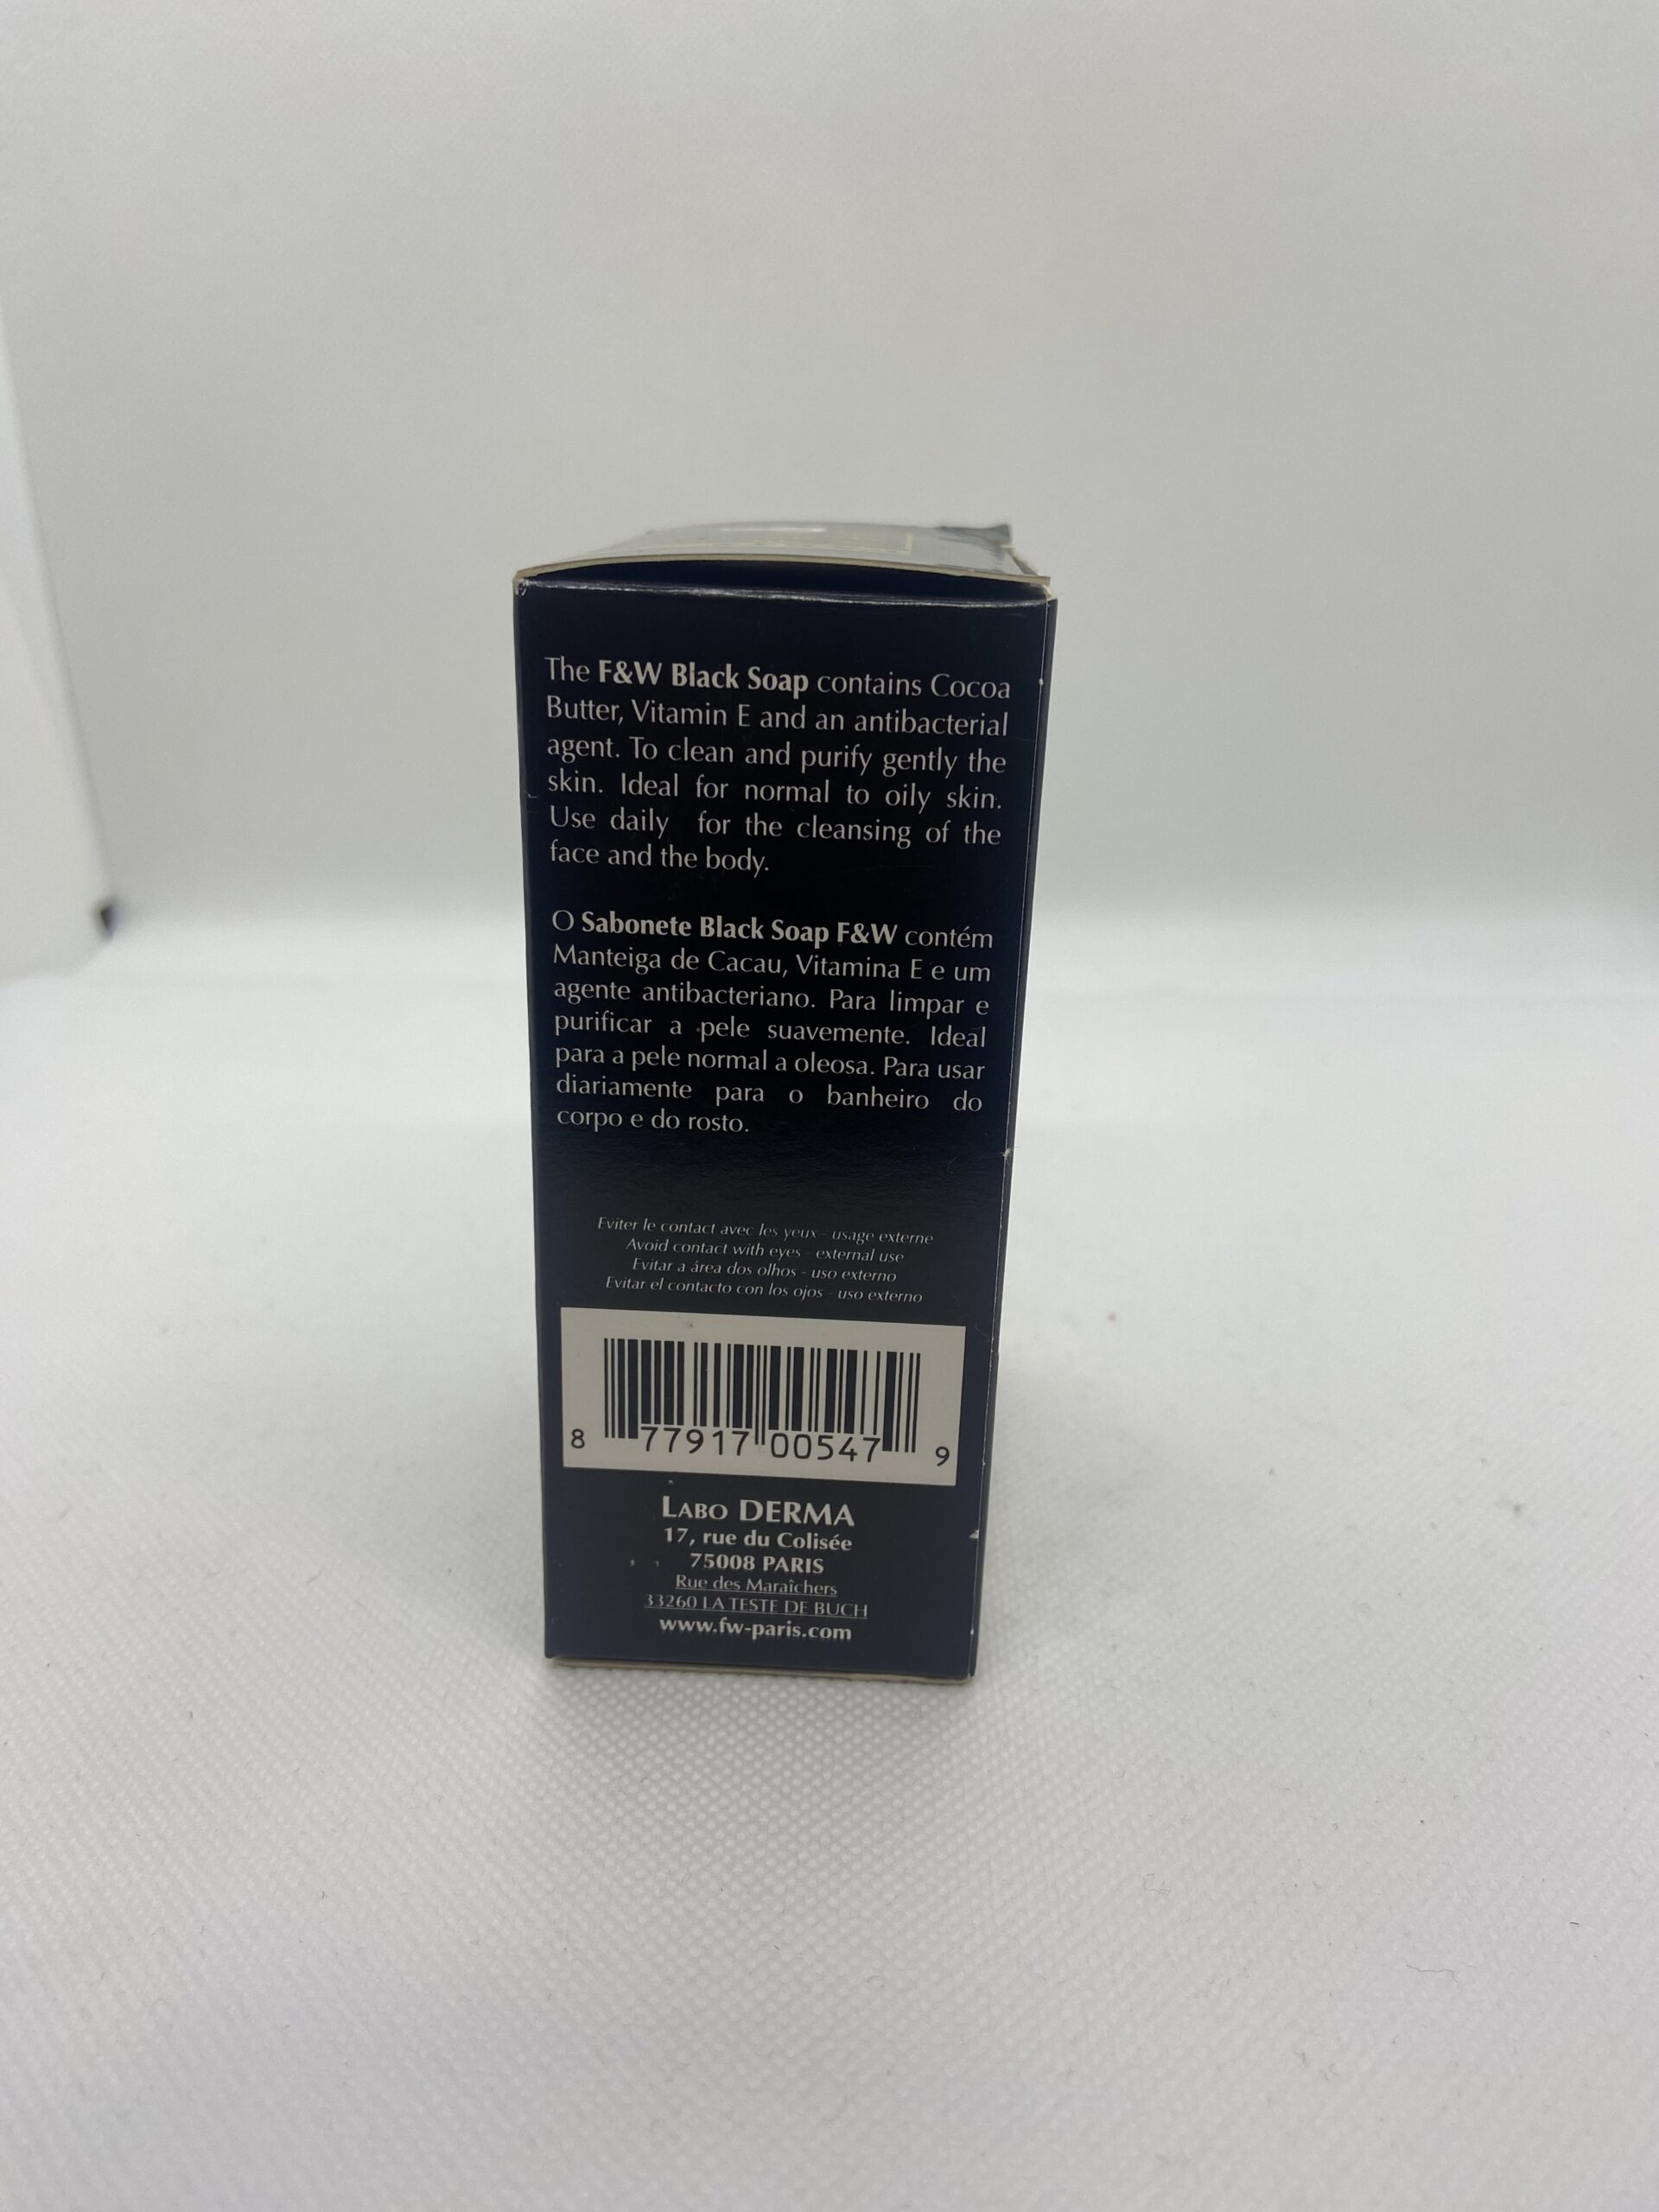 The F&W Black Soap contains Cocoa
Butter, Vitamin E and an antibacterial
agent. To clean and purify gently the
skin. Ideal for normal to oily skin.
Use daily for the cleansing of the
face and the body.
O Sabonete Black Soap F&W contém
Manteiga de Cacau, Vitamina E e um
agente antibacteriano. Para limpar e
purificar a pele suavemente. Ideal
para a pele normal a oleosa. Para usar
diariamente para o banheiro do
corpo e do rosto.
Eviter le contact avec les yeux - usage externe
Avoid contact with eyes - external use
Evitar a área dos olhos - uso externo
Evitar el contacto con los ojos - uso externo
8 77917 00547 9
LABO DERMA
17, rue du Colisée
75008 PARIS
Rue des Maraîchers
33260 LA TESTE DE BUCH
www.fw-paris.com